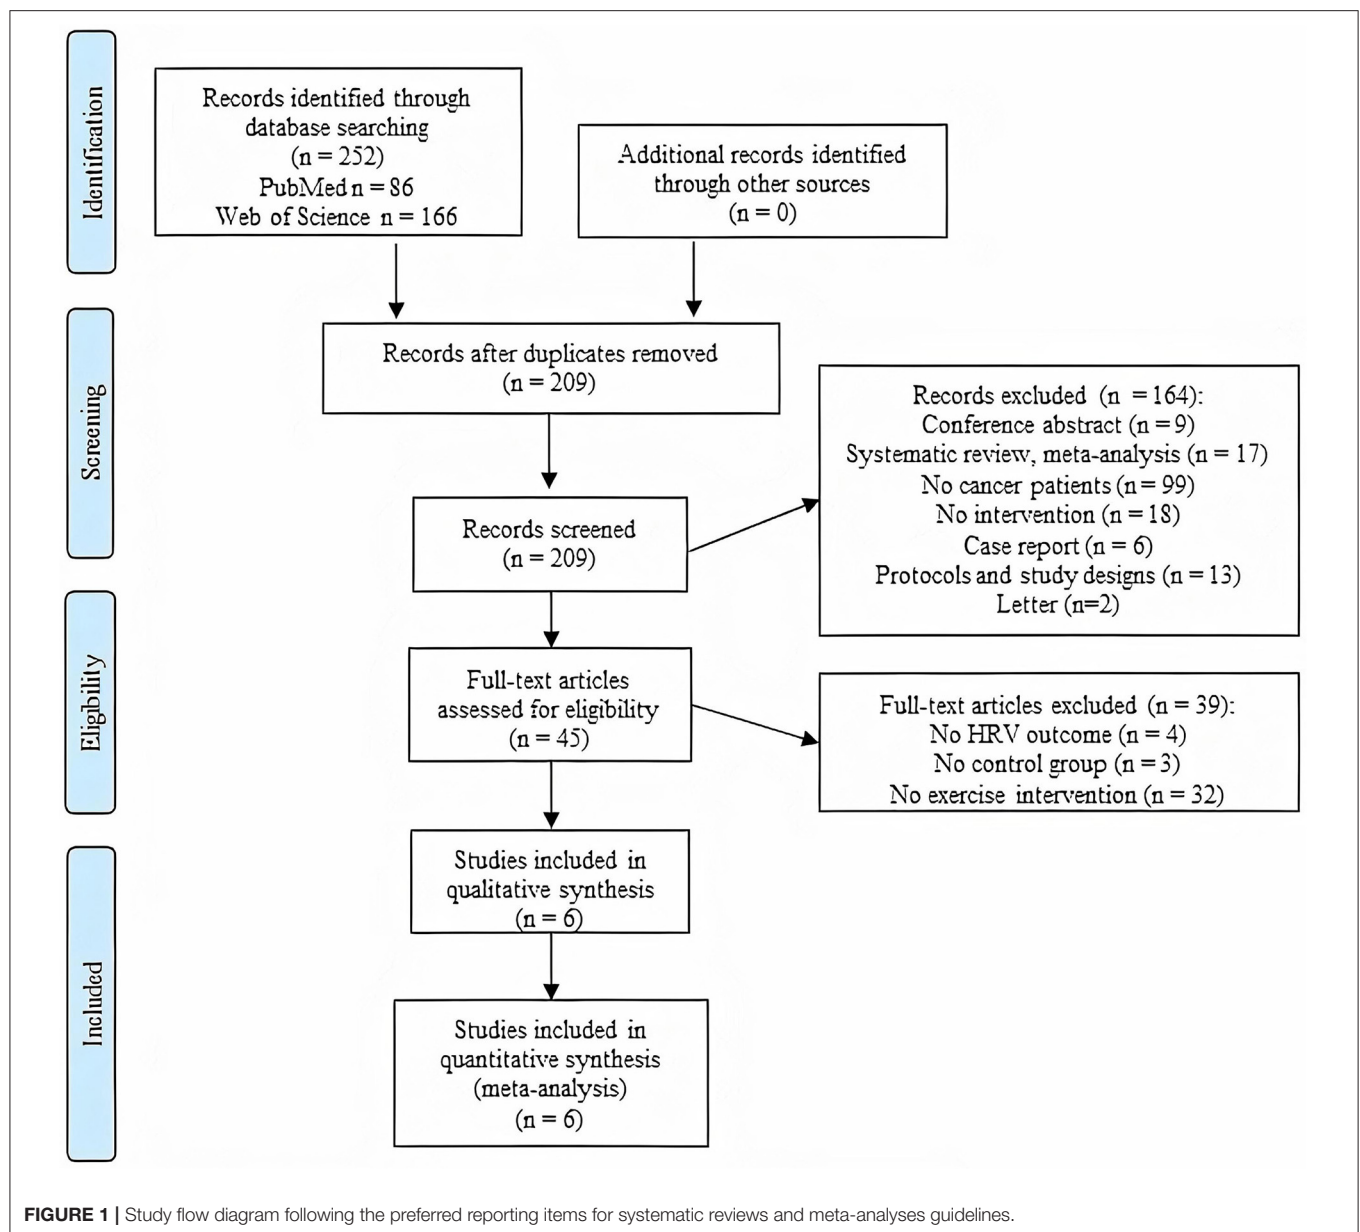 Identification
Records identified through
database searching
(n = 252)
PubMed n = 86
Web of Science n = 166
Additional records identified
through other sources
(n = 0)
Screening
Records after duplicates removed
(n = 209)
Records screened
(n = 209)
Records excluded (n = 164):
Conference abstract (n = 9)
Systematic review, meta-analysis (n = 17)
No cancer patients (n = 99)
No intervention (n = 18)
Case report (n = 6)
Protocols and study designs (n = 13)
Letter (n=2)
Eligibility
Full-text articles
assessed for eligibility
(n = 45)
Full-text articles excluded (n = 39):
No HRV outcome (n = 4)
No control group (n = 3)
No exercise intervention (n = 32)
Included
Studies included in
qualitative synthesis
(n = 6)
Studies included in
quantitative synthesis
(meta-analysis)
(n = 6)
FIGURE 1 | Study flow diagram following the preferred reporting items for systematic reviews and meta-analyses guidelines.